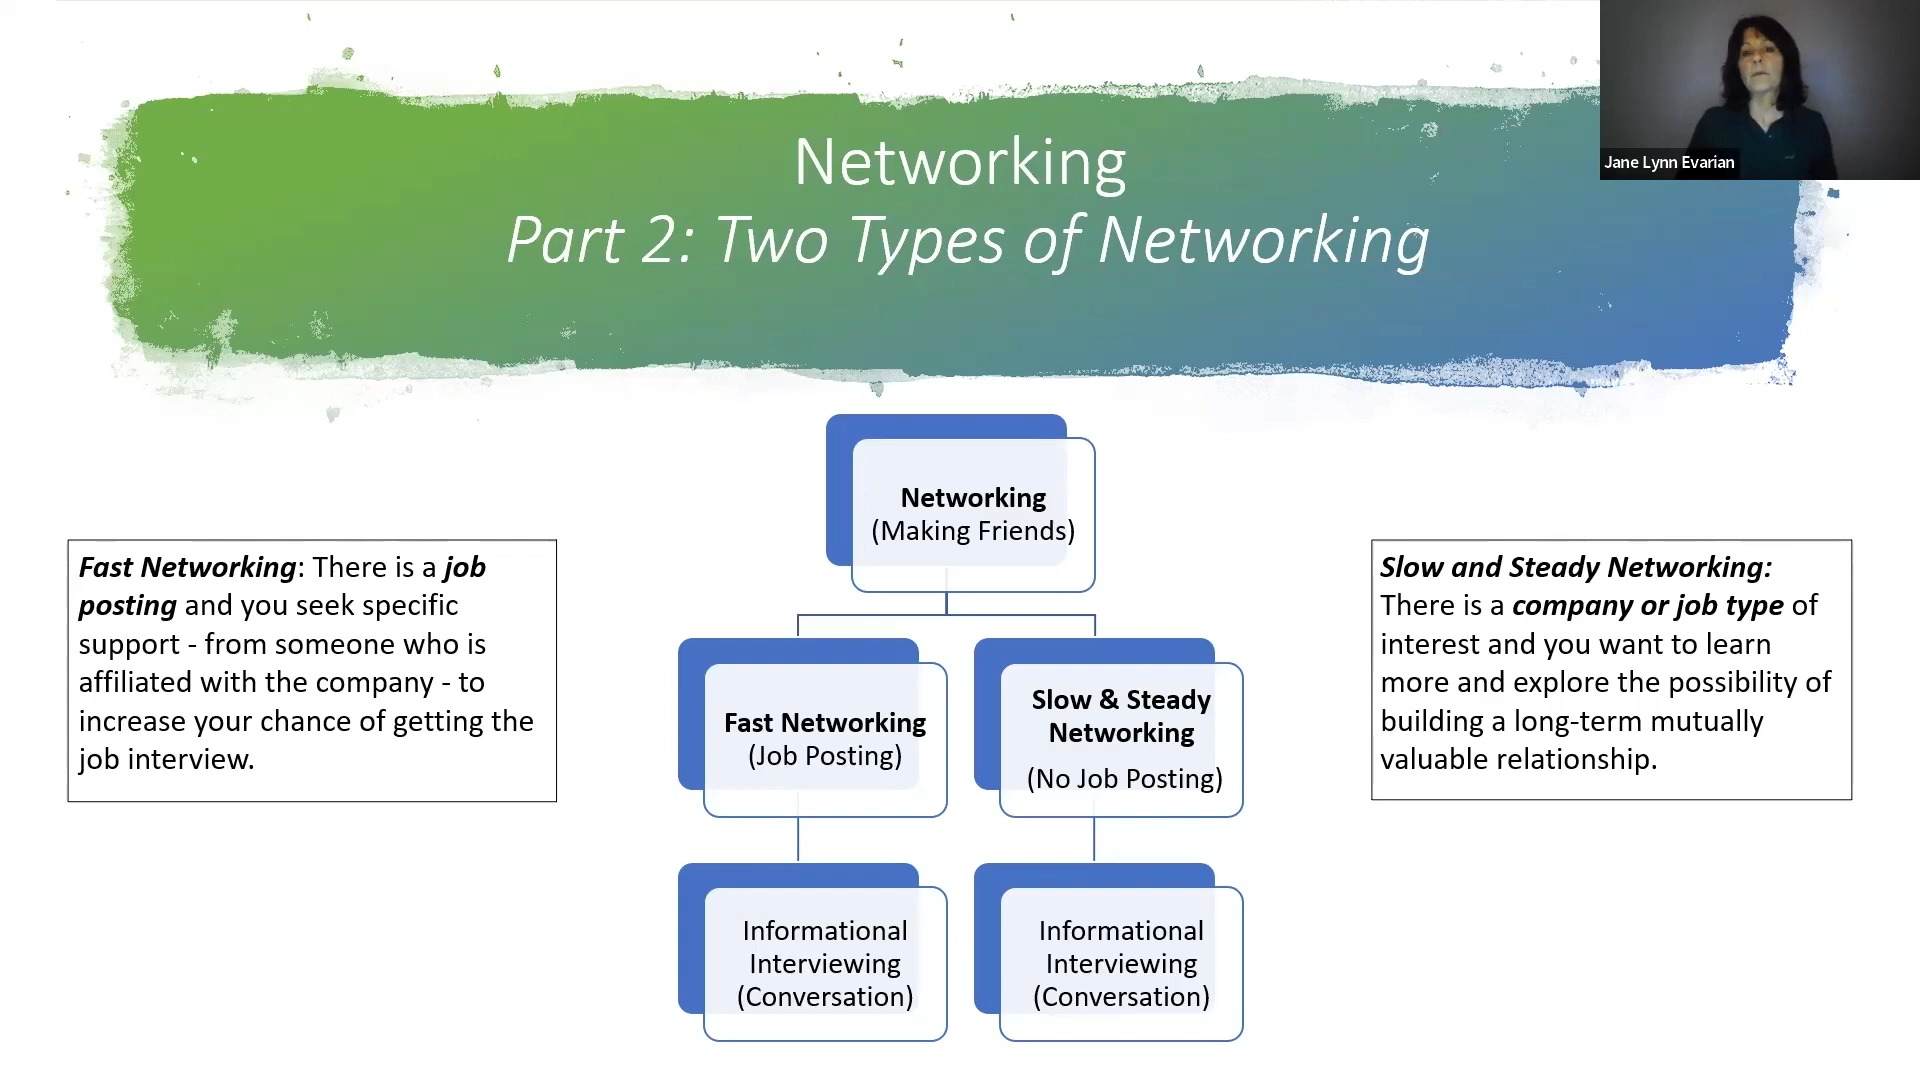 Networking
Part 2: Two Types of Networking
Jane Lynn Evarian
Networking
(Making Friends)
Fast Networking: There is a job
posting and you seek specific
support - from someone who is
affiliated with the company - to
increase your chance of getting the
job interview.
Fast Networking
(Job Posting)
Slow & Steady
Networking
(No Job Posting)
Slow and Steady Networking:
There is a company or job type of
interest and you want to learn
more and explore the possibility of
building a long-term mutually
valuable relationship.
Informational
Interviewing
(Conversation)
Informational
Interviewing
(Conversation)